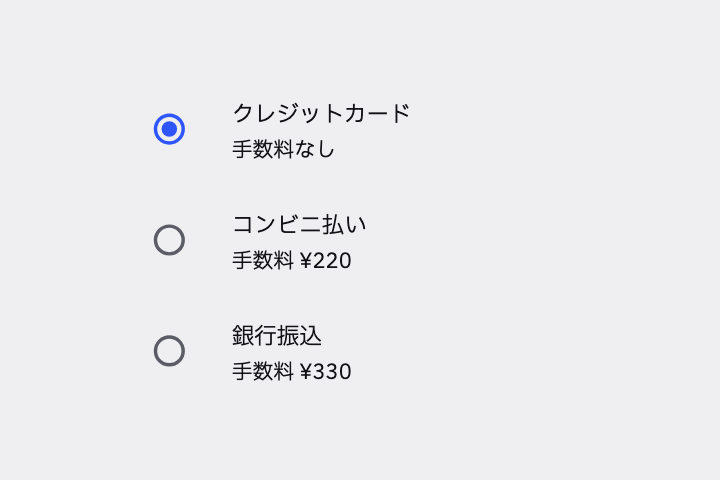 クレジットカード
手数料なし
コンビニ払い
手数料 ¥220
銀行振込
手数料 ¥330